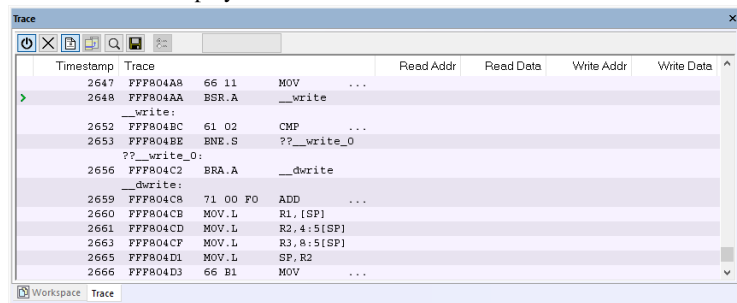 Trace
Timestamp Trace Read Addr Read Data Write Addr Write Data
2647 FFF804A8 66 11 MOV ...
2648 FFF804AA BSR.A __write
__write:
2652 FFF804BC 61 02 CMP ...
2653 FFF804BE BNE.S ??__write_0
??__write_0:
2656 FFF804C2 BRA.A __dwrite
__dwrite:
2659 FFF804C8 71 00 F0 ADD ...
2660 FFF804CB MOV.L R1,[SP]
2661 FFF804CD MOV.L R2,4:5[SP]
2663 FFF804CF MOV.L R3,8:5[SP]
2665 FFF804D1 MOV.L SP,R2
2666 FFF804D3 66 B1 MOV ...
Workspace Trace